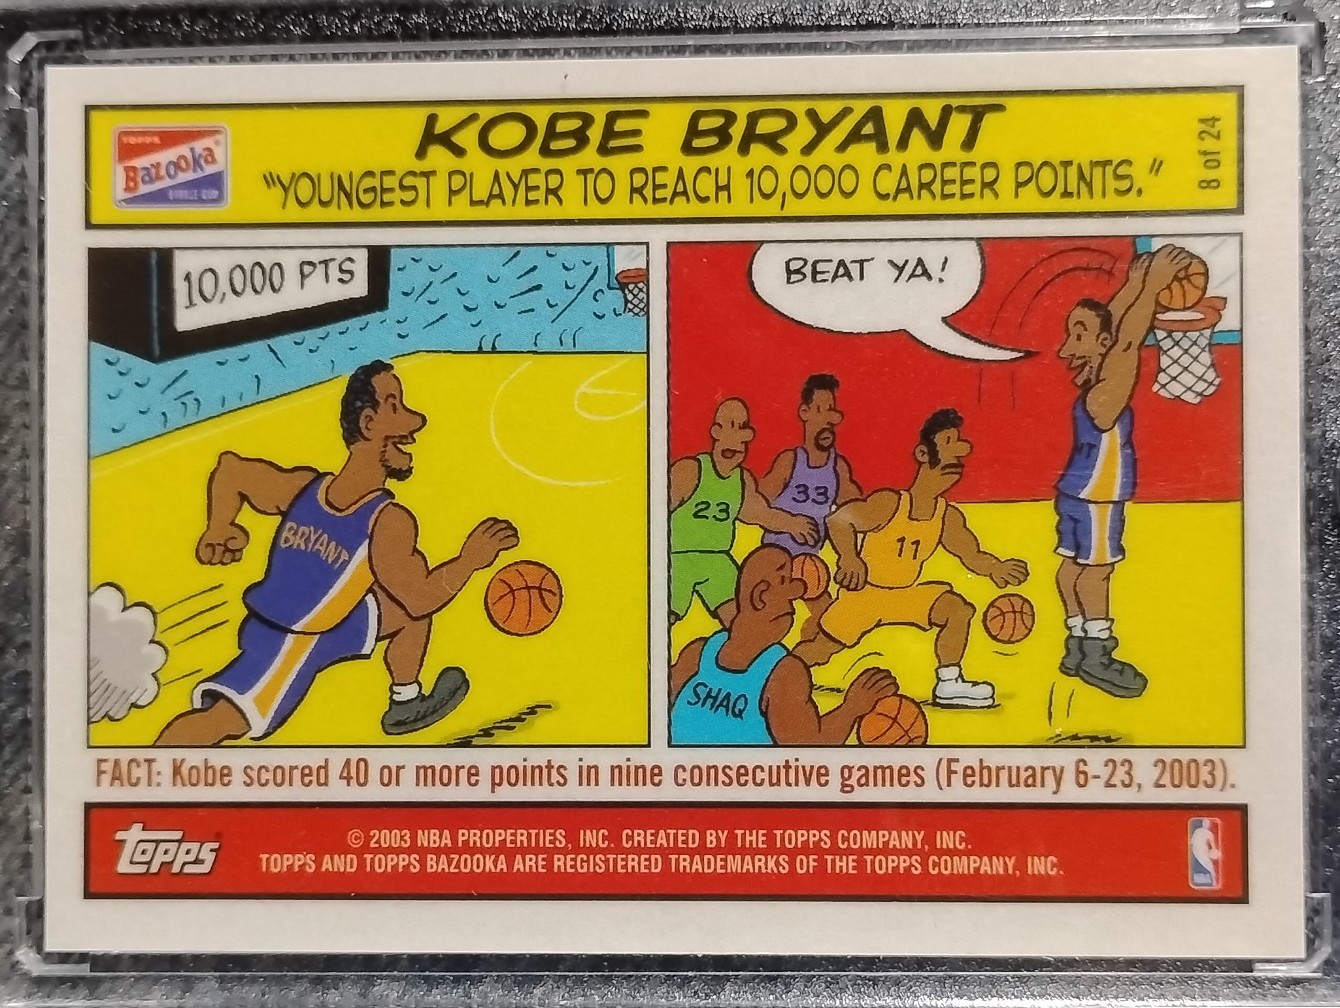 TOPPS
Bazooka
BUBBLE GUM
KOBE BRYANT
"YOUNGEST PLAYER TO REACH 10,000 CAREER POINTS."
8 of 24
10,000 PTS
BRYANT
BEAT YA!
NT
23
33
11
SHAQ
FACT: Kobe scored 40 or more points in nine consecutive games (February 6-23, 2003).
Topps
© 2003 NBA PROPERTIES, INC. CREATED BY THE TOPPS COMPANY, INC.
TOPPS AND TOPPS BAZOOKA ARE REGISTERED TRADEMARKS OF THE TOPPS COMPANY, INC.
NBA